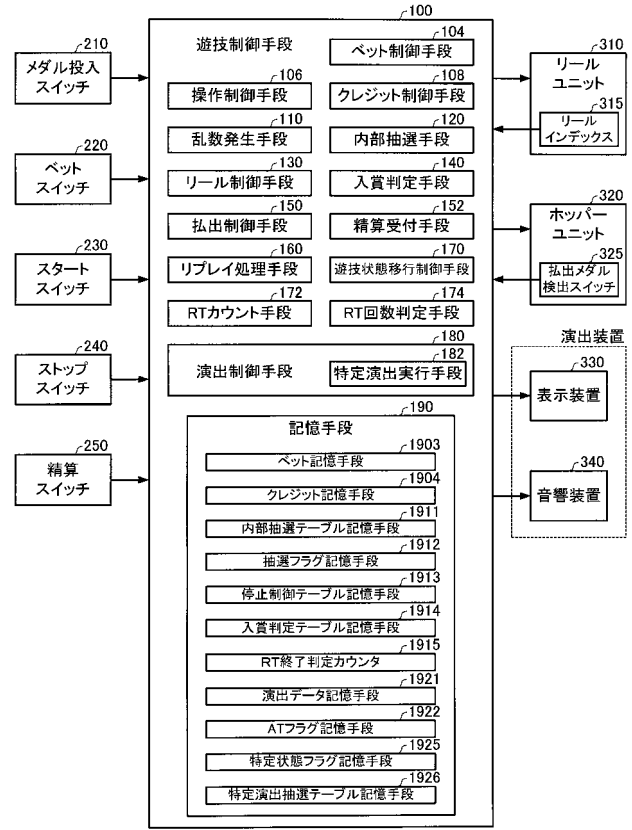 100
遊技制御手段
104
ベット制御手段
106
操作制御手段
108
クレジット制御手段
110
乱数発生手段
120
内部抽選手段
130
リール制御手段
140
入賞判定手段
150
払出制御手段
152
精算受付手段
160
リプレイ処理手段
170
遊技状態移行制御手段
172
RTカウント手段
174
RT回数判定手段
180
演出制御手段
182
特定演出実行手段
190
記憶手段
1903
ベット記憶手段
1904
クレジット記憶手段
1911
内部抽選テーブル記憶手段
1912
抽選フラグ記憶手段
1913
停止制御テーブル記憶手段
1914
入賞判定テーブル記憶手段
1915
RT終了判定カウンタ
1921
演出データ記憶手段
1922
ATフラグ記憶手段
1925
特定状態フラグ記憶手段
1926
特定演出抽選テーブル記憶手段
210
メダル投入
スイッチ
220
ベット
スイッチ
230
スタート
スイッチ
240
ストップ
スイッチ
250
精算
スイッチ
310
リール
ユニット
315
リール
インデックス
320
ホッパー
ユニット
325
払出メダル
検出スイッチ
演出装置
330
表示装置
340
音響装置